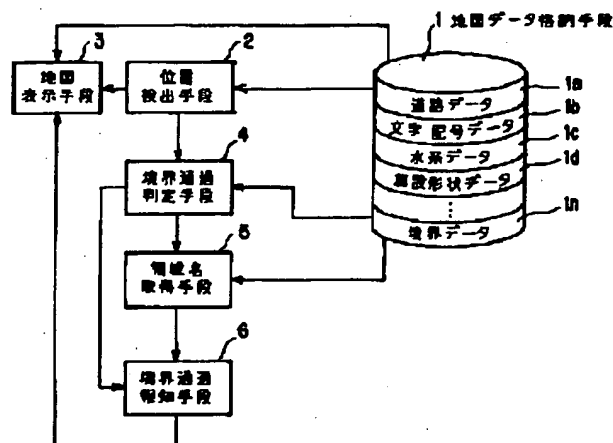 1 地図データ格納手段
3
地図
表示手段
2
位置
検出手段
1a
道路データ
1b
文字 記号データ
1c
水系データ
1d
施設形状データ
⋮
1n
境界データ
4
境界通過
判定手段
5
領域名
取得手段
6
境界通過
報知手段